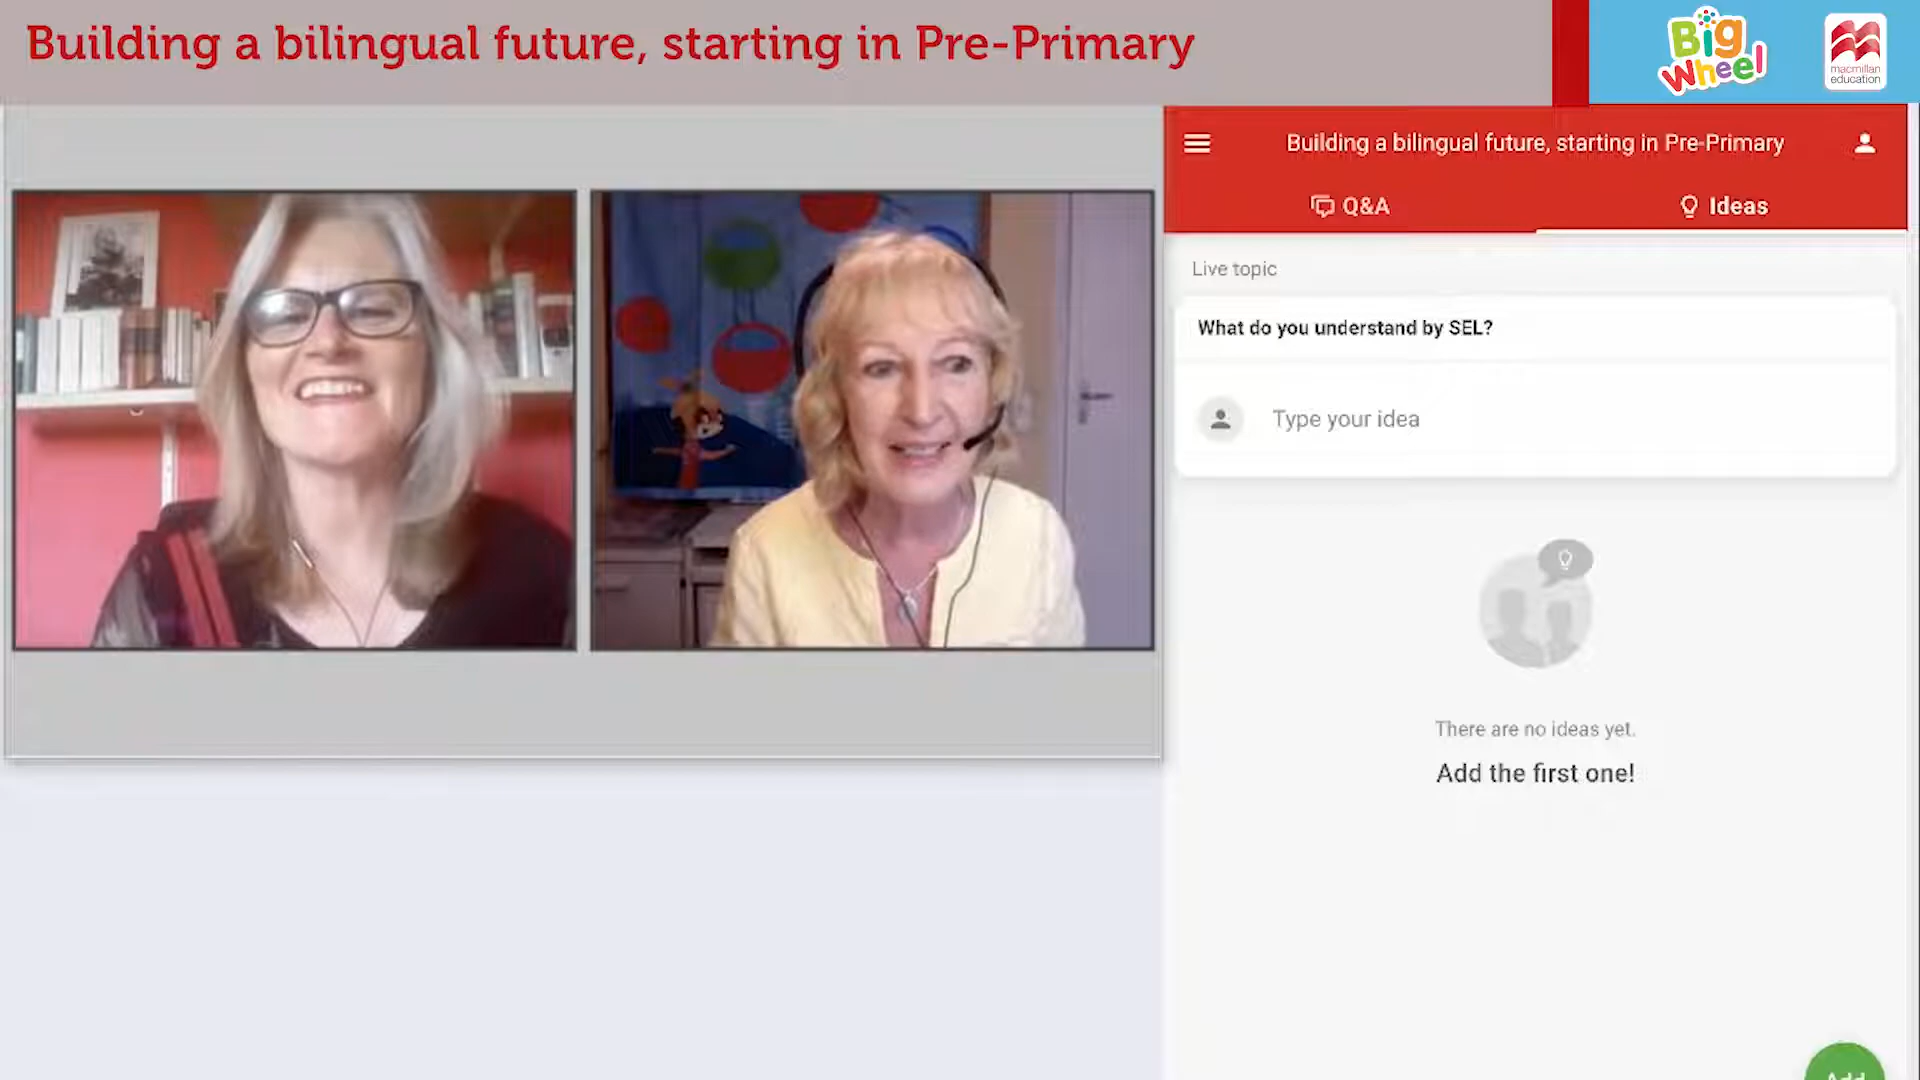 Building a bilingual future, starting in Pre-Primary
Big
Wheel
macmillan
education
Building a bilingual future, starting in Pre-Primary
Q&A
Ideas
Live topic
What do you understand by SEL?
Type your idea
There are no ideas yet.
Add the first one!
Add